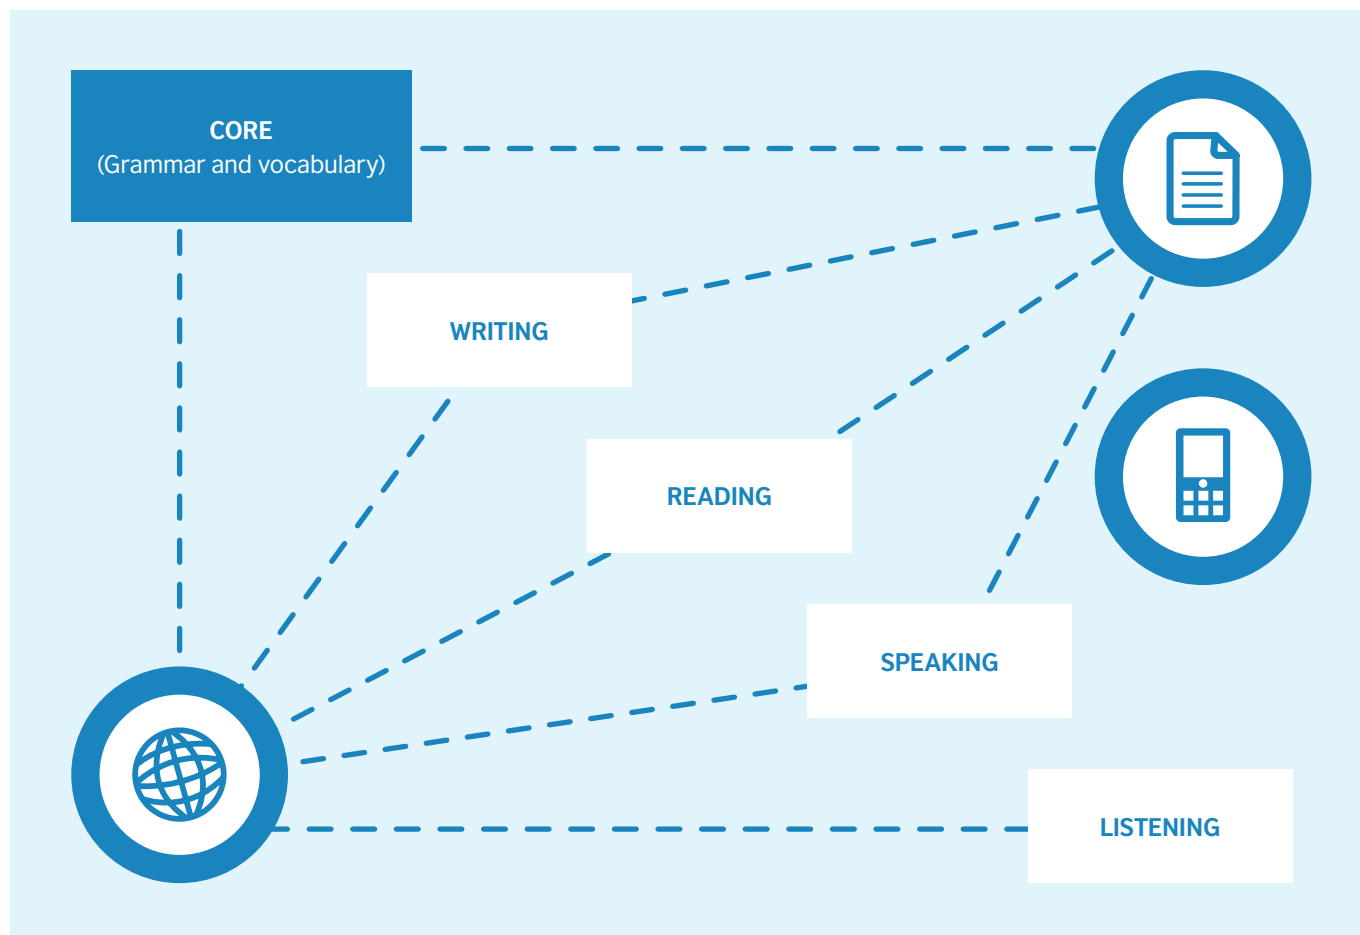 CORE
(Grammar and vocabulary)
WRITING
READING
SPEAKING
LISTENING